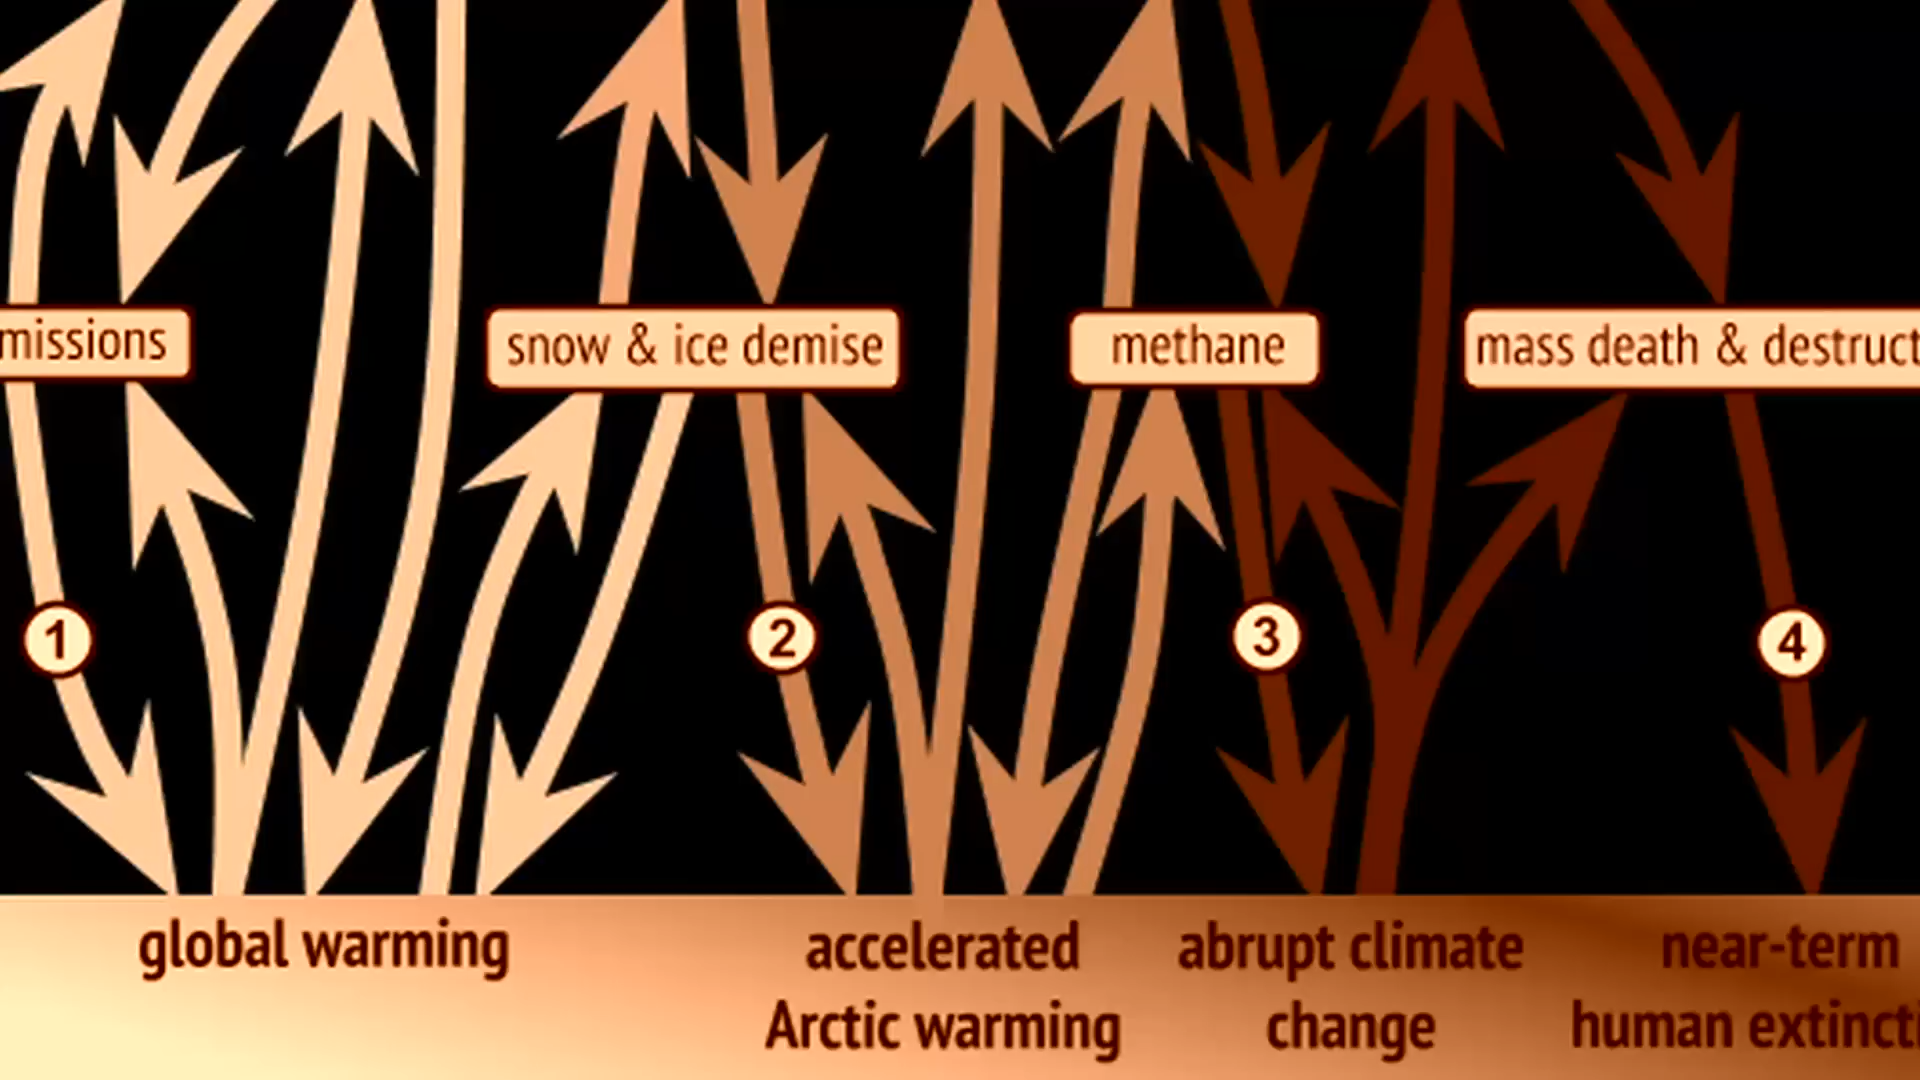 missions
snow & ice demise
methane
mass death & destruct
1
2
3
4
global warming
accelerated
Arctic warming
abrupt climate
change
near-term
human extincti